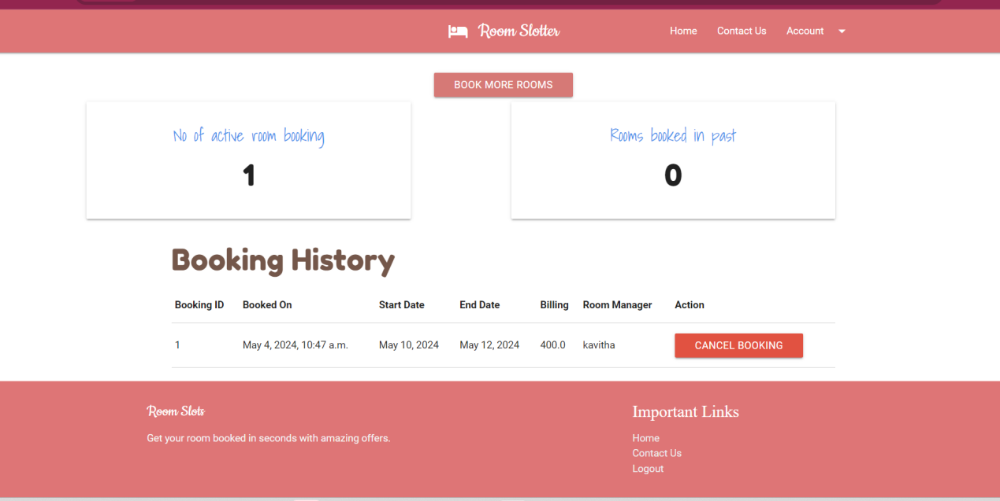 Room Slotter Home Contact Us Account
BOOK MORE ROOMS
No of active room booking
1
Rooms booked in past
0
Booking History
Booking ID Booked On Start Date End Date Billing Room Manager Action
1 May 4, 2024, 10:47 a.m. May 10, 2024 May 12, 2024 400.0 kavitha CANCEL BOOKING
Room Slots
Get your room booked in seconds with amazing offers.
Important Links
Home
Contact Us
Logout